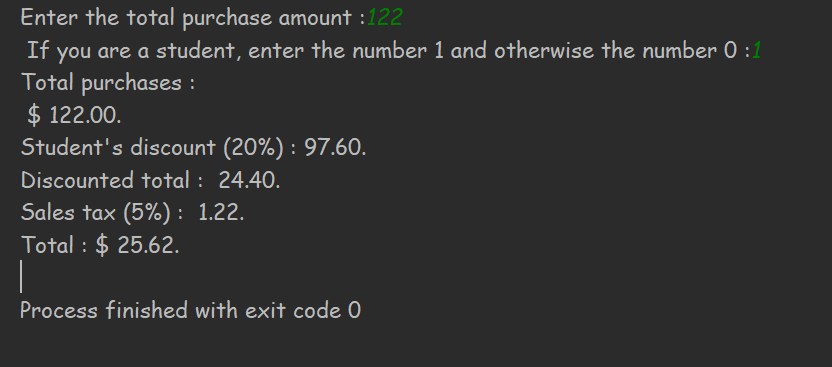 Enter the total purchase amount :122
If you are a student, enter the number 1 and otherwise the number 0 :1
Total purchases :
$ 122.00.
Student's discount (20%) : 97.60.
Discounted total :  24.40.
Sales tax (5%) :  1.22.
Total : $ 25.62.
Process finished with exit code 0